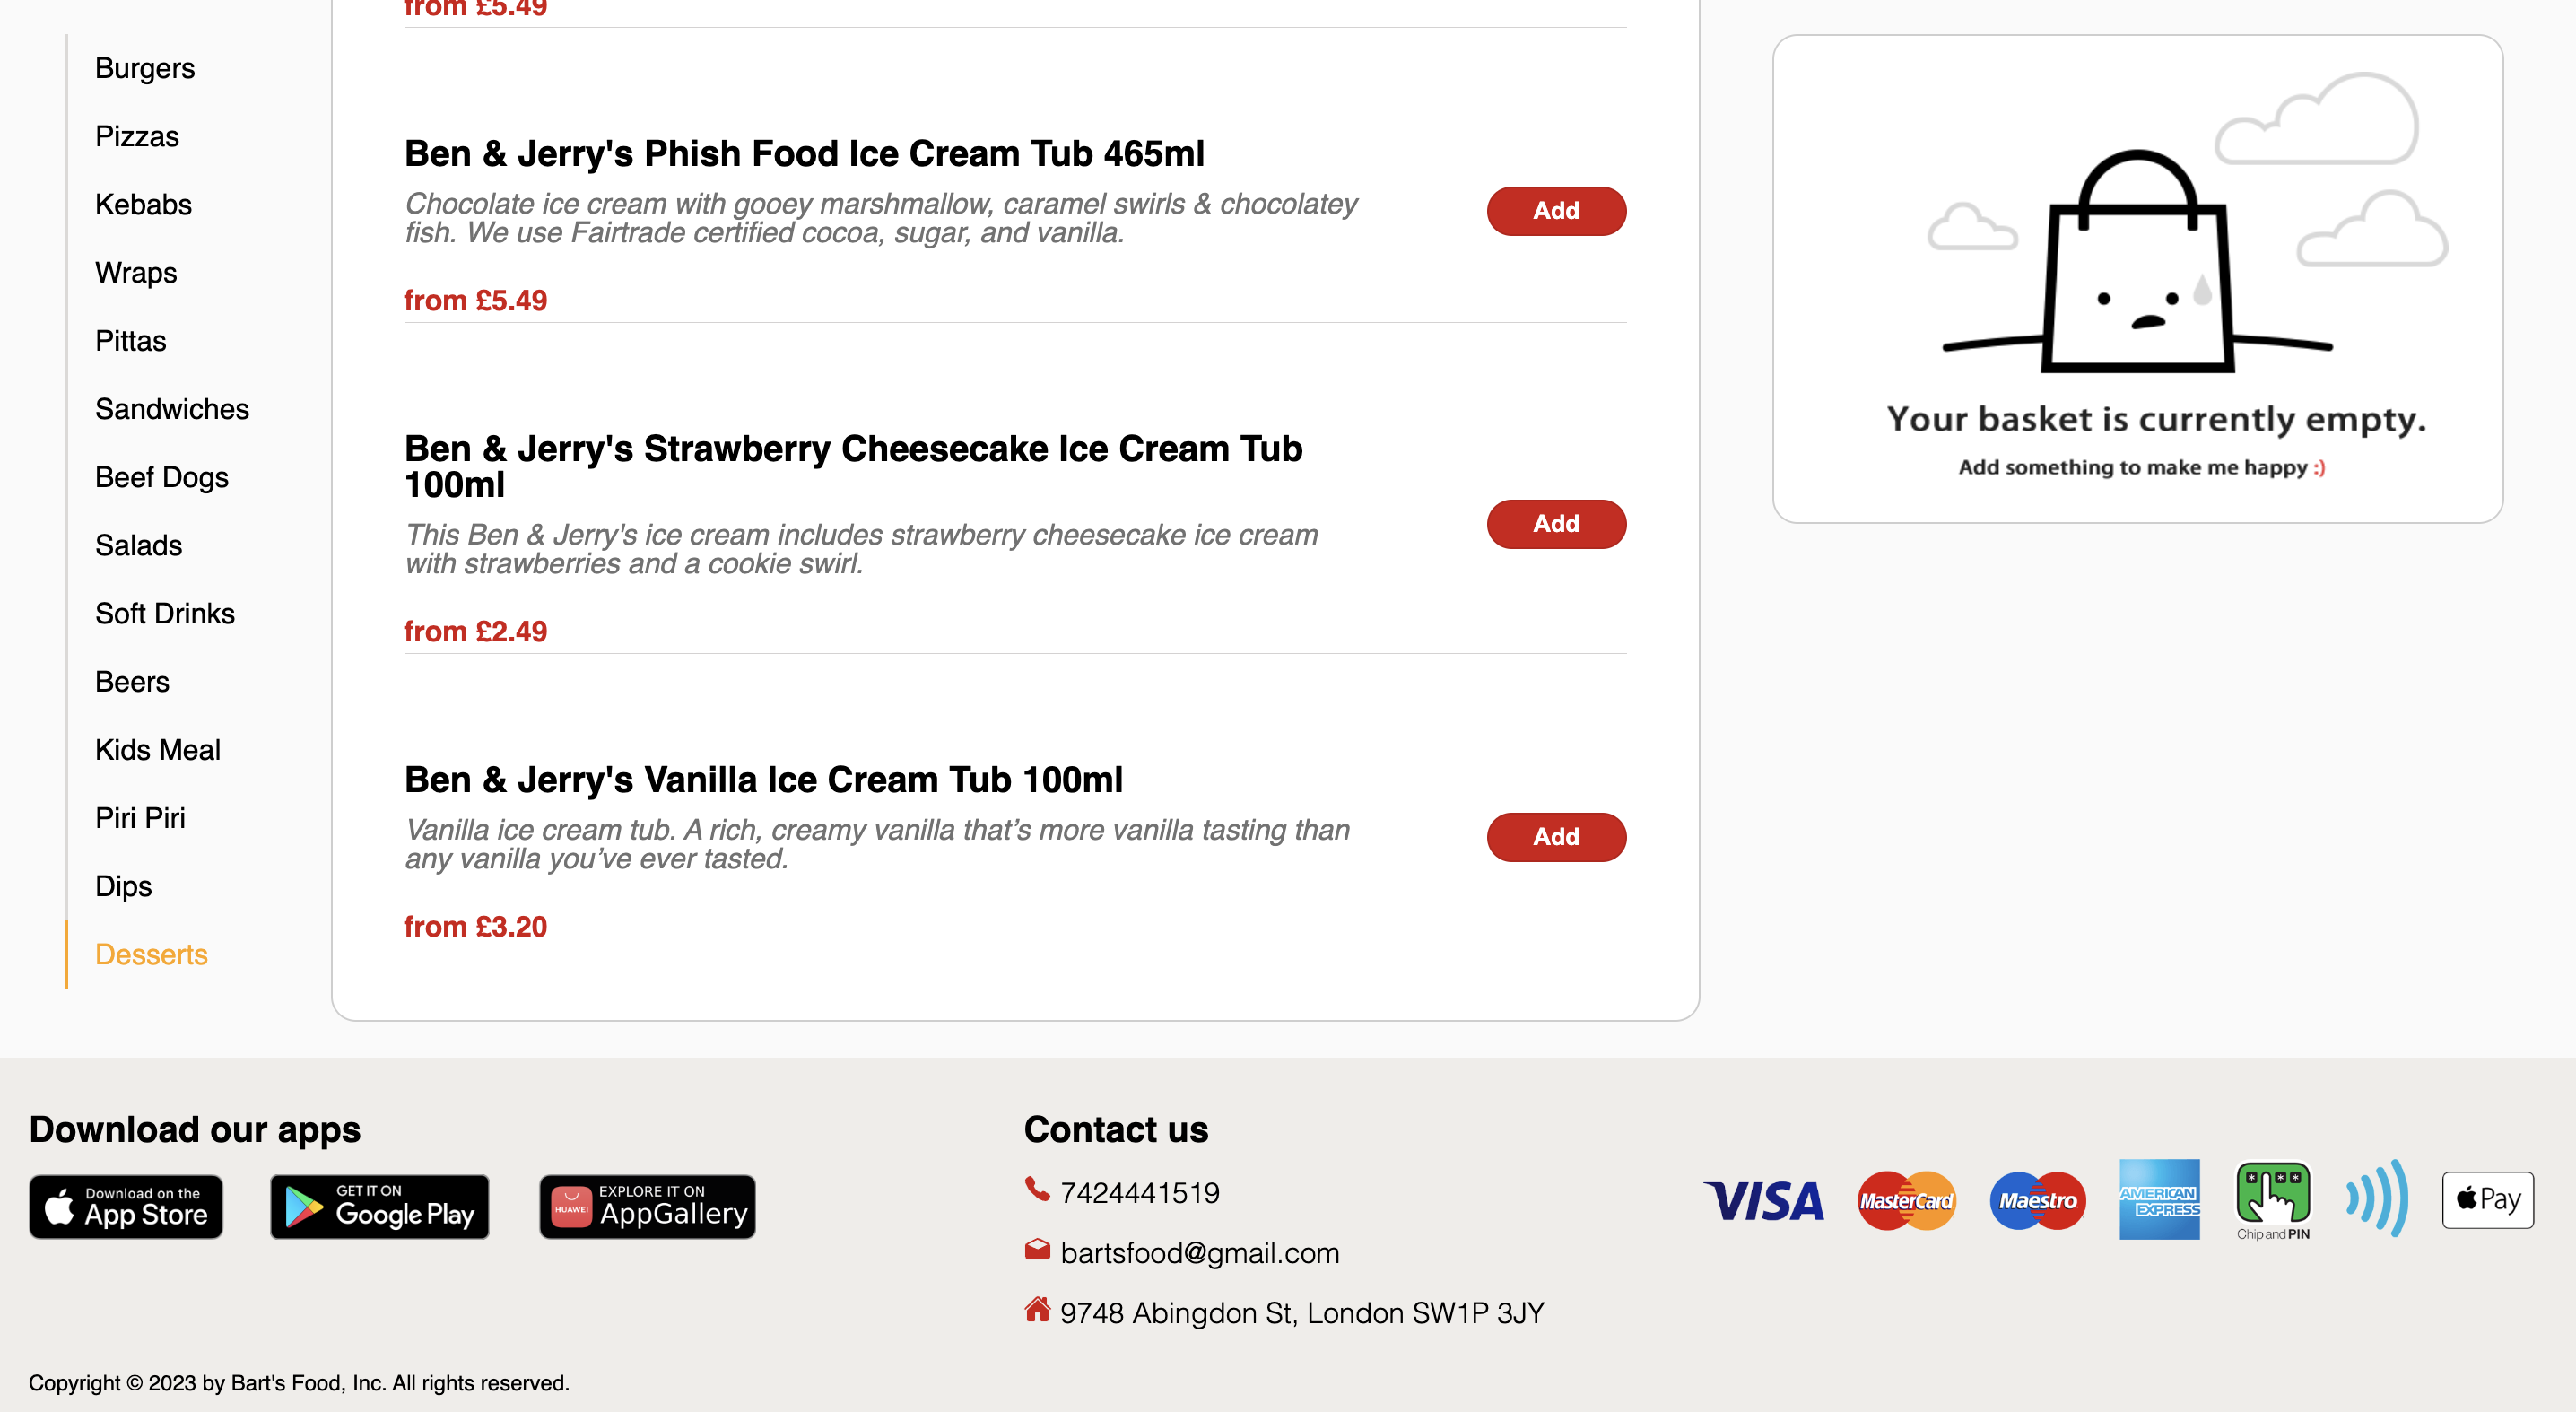 from £5.49
Burgers
Pizzas
Kebabs
Wraps
Pittas
Sandwiches
Beef Dogs
Salads
Soft Drinks
Beers
Kids Meal
Piri Piri
Dips
Desserts
Ben & Jerry's Phish Food Ice Cream Tub 465ml
Chocolate ice cream with gooey marshmallow, caramel swirls & chocolatey
fish. We use Fairtrade certified cocoa, sugar, and vanilla.
from £5.49
Add
Ben & Jerry's Strawberry Cheesecake Ice Cream Tub
100ml
This Ben & Jerry's ice cream includes strawberry cheesecake ice cream
with strawberries and a cookie swirl.
from £2.49
Add
Ben & Jerry's Vanilla Ice Cream Tub 100ml
Vanilla ice cream tub. A rich, creamy vanilla that’s more vanilla tasting than
any vanilla you’ve ever tasted.
from £3.20
Add
Your basket is currently empty.
Add something to make me happy :)
Download our apps
Download on the
App Store
GET IT ON
Google Play
HUAWEI
EXPLORE IT ON
AppGallery
Contact us
7424441519
bartsfood@gmail.com
9748 Abingdon St, London SW1P 3JY
VISA
MasterCard
Maestro
AMERICAN
EXPRESS
* * * *
Chip and PIN
Pay
Copyright © 2023 by Bart's Food, Inc. All rights reserved.